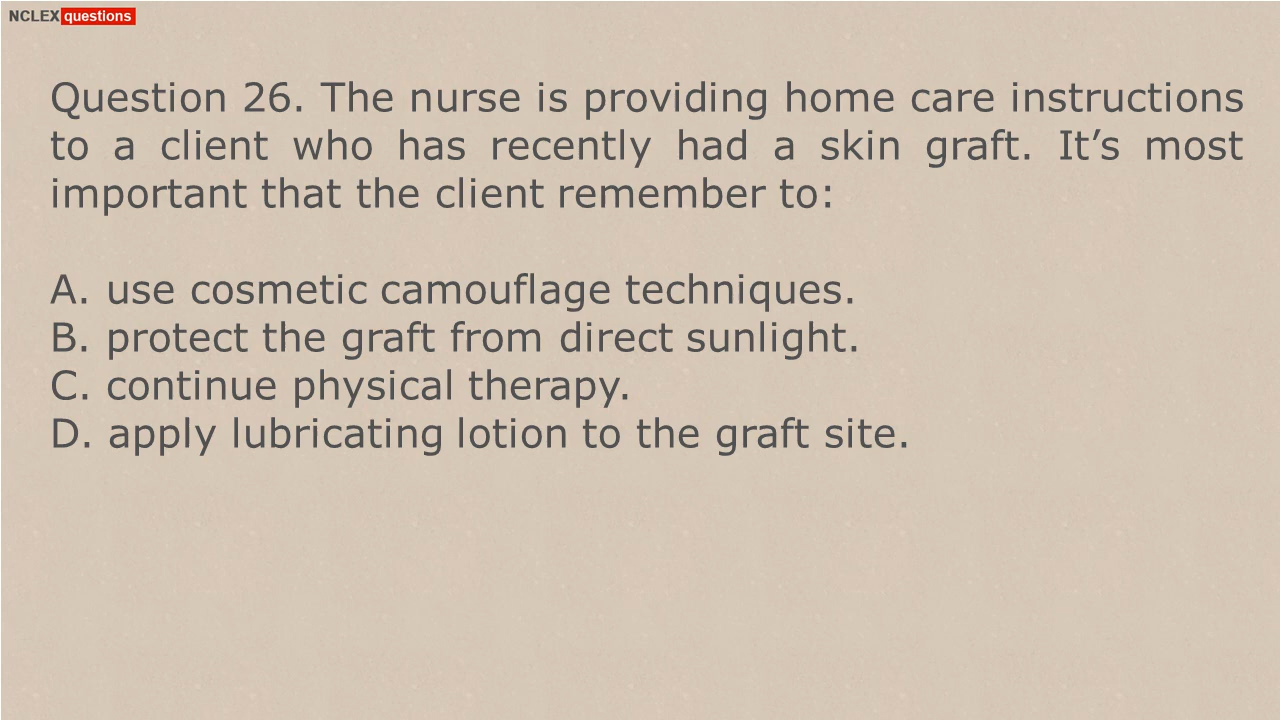 NCLEX questions
Question 26. The nurse is providing home care instructions
to a client who has recently had a skin graft. It’s most
important that the client remember to:
A. use cosmetic camouflage techniques.
B. protect the graft from direct sunlight.
C. continue physical therapy.
D. apply lubricating lotion to the graft site.